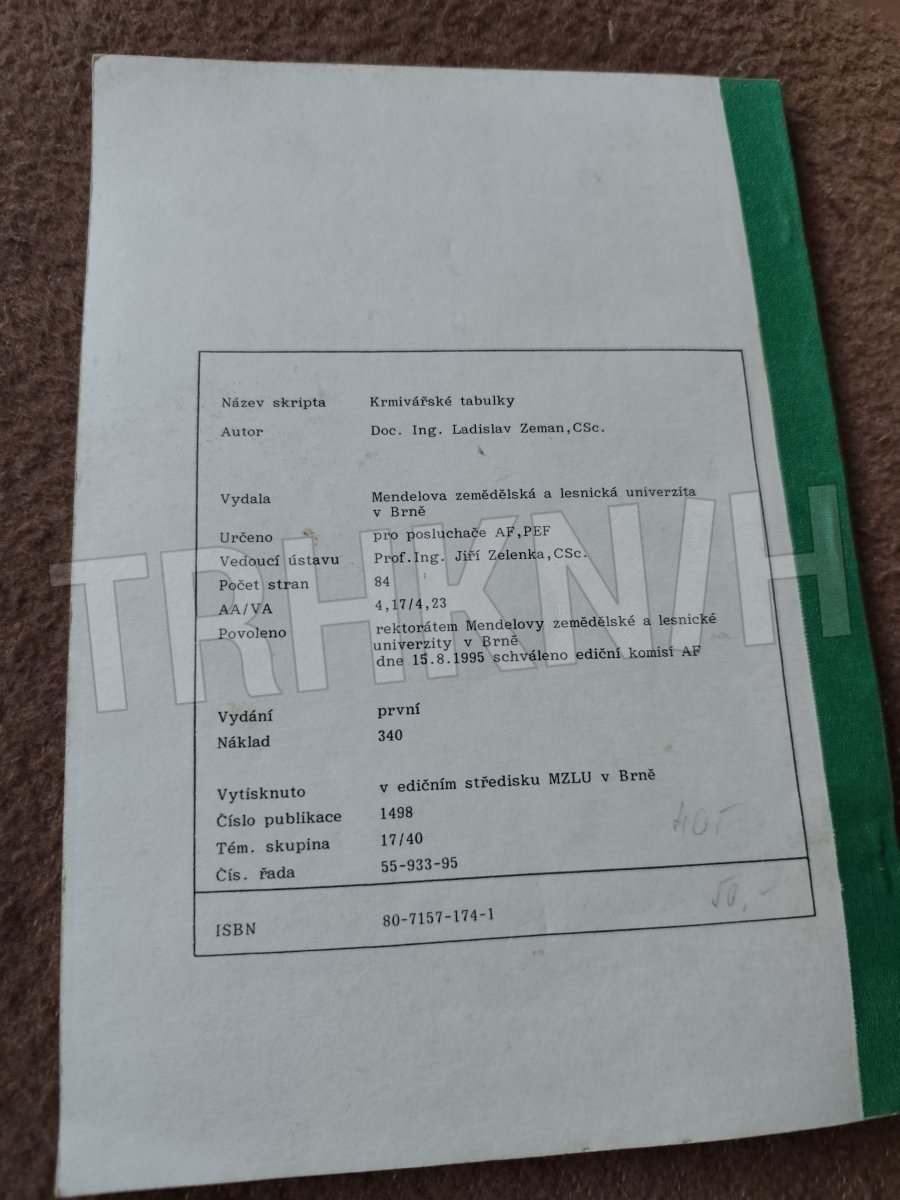 Název skripta Krmivářské tabulky
Autor Doc. Ing. Ladislav Zeman,CSc.
Vydala Mendelova zemědělská a lesnická univerzita
v Brně
Určeno pro posluchače AF,PEF
Vedoucí ústavu Prof.Ing. Jiří Zelenka,CSc.
Počet stran 84
AA/VA 4,17/4,23
Povoleno rektorátem Mendelovy zemědělské a lesnické
univerzity v Brně
dne 15.8.1995 schváleno ediční komisí AF
Vydání první
Náklad 340
Vytisknuto v edičním středisku MZLU v Brně
Číslo publikace 1498
Tém. skupina 17/40
Čís. řada 55-933-95
50,-
ISBN 80-7157-174-1
TRHKNIH